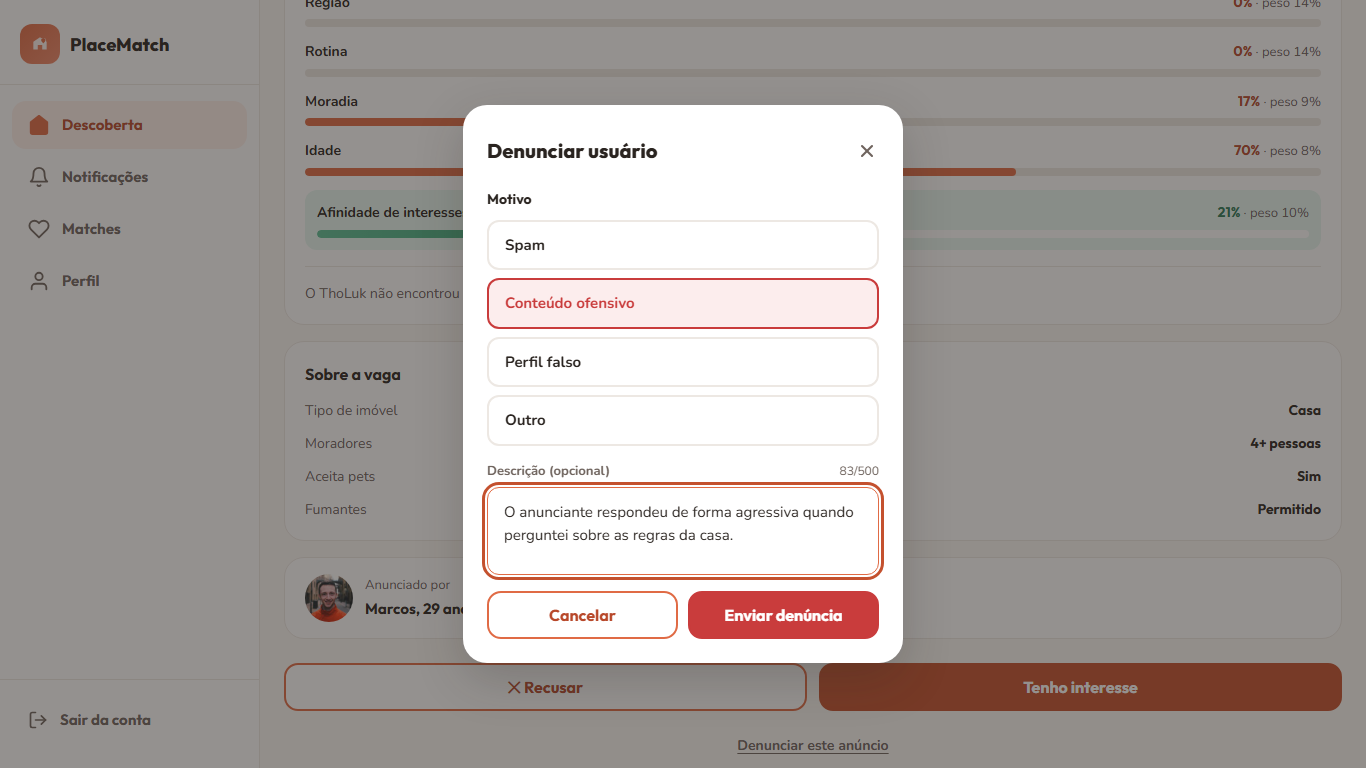 PlaceMatch
Descoberta
Notificações
Matches
Perfil
Sair da conta
Região 0% · peso 14%
Rotina 0% · peso 14%
Moradia 17% · peso 9%
Idade 70% · peso 8%
Afinidade de interesse 21% · peso 10%
O ThoLuk não encontrou
Sobre a vaga
Tipo de imóvel Casa
Moradores 4+ pessoas
Aceita pets Sim
Fumantes Permitido
Anunciado por
Marcos, 29 an
Recusar
Tenho interesse
Denunciar este anúncio
Denunciar usuário
Motivo
Spam
Conteúdo ofensivo
Perfil falso
Outro
Descrição (opcional) 83/500
O anunciante respondeu de forma agressiva quando
perguntei sobre as regras da casa.
Cancelar
Enviar denúncia